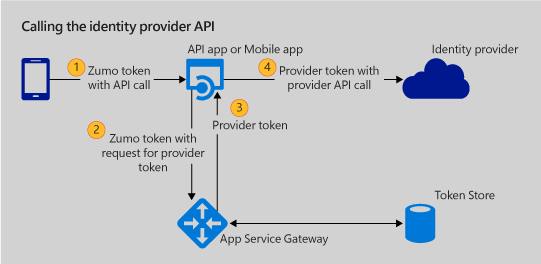 Calling the identity provider API
API app or Mobile app
Identity provider
1
Zumo token
with API call
4
Provider token with
provider API call
3
Provider token
2
Zumo token with
request for provider
token
Token Store
App Service Gateway